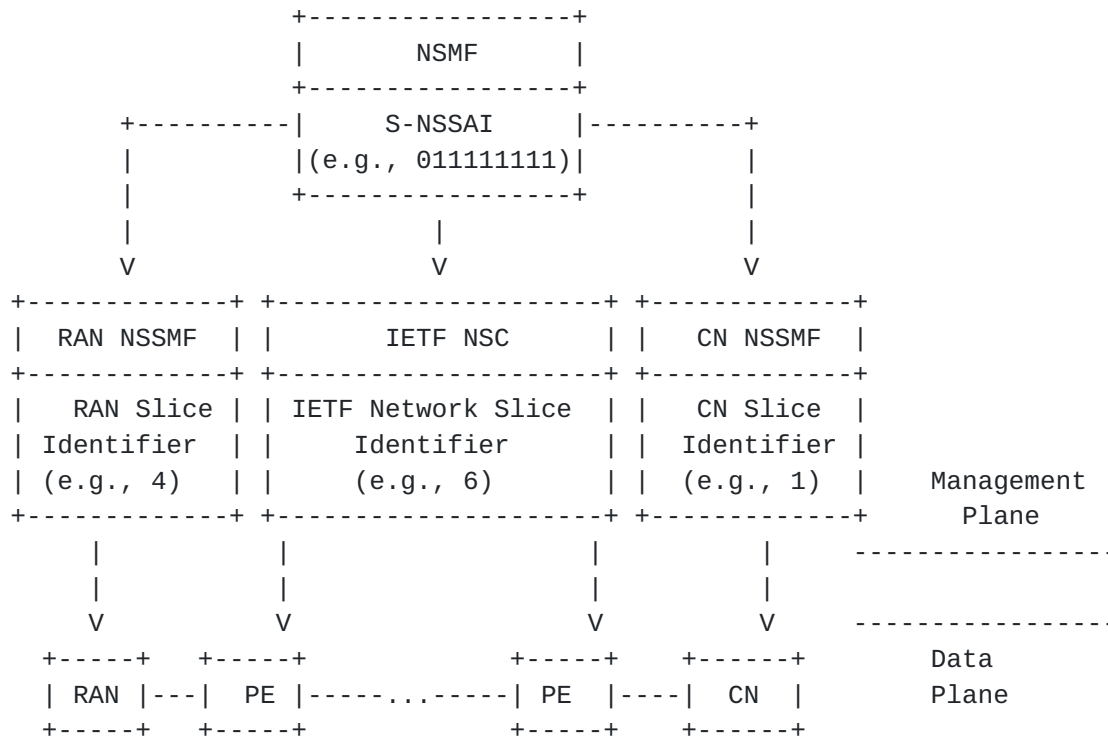 NSMF
S-NSSAI
(e.g., 011111111)
RAN NSSMF
IETF NSC
CN NSSMF
RAN Slice
Identifier
(e.g., 4)
IETF Network Slice
Identifier
(e.g., 6)
CN Slice
Identifier
(e.g., 1)
Management
Plane
V V V
V V V V
RAN
PE
...
PE
CN
Data
Plane